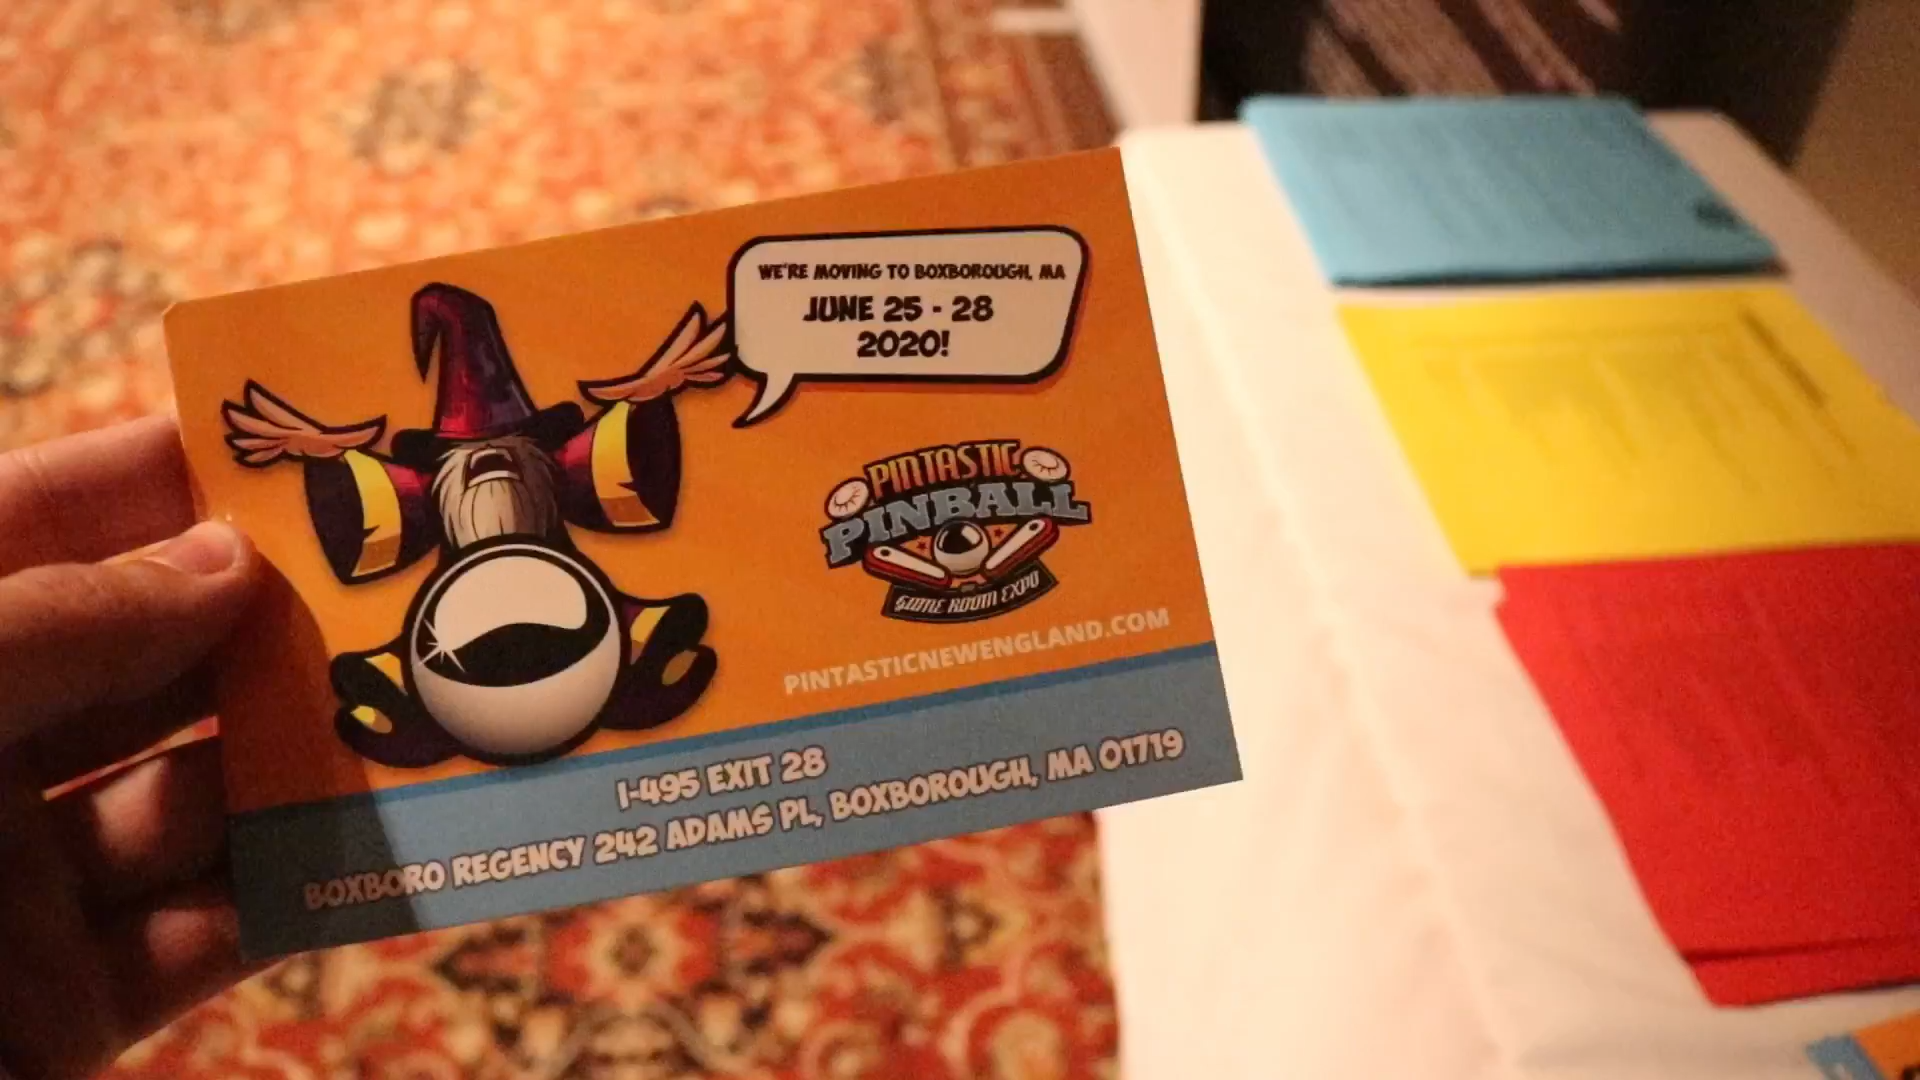 WE'RE MOVING TO BOXBOROUGH, MA
JUNE 25 - 28
2020!
PINTASTIC
PINBALL
GAME ROOM EXPO
PINTASTICNEWENGLAND.COM
I-495 EXIT 28
BOXBORO REGENCY 242 ADAMS PL, BOXBOROUGH, MA 01719